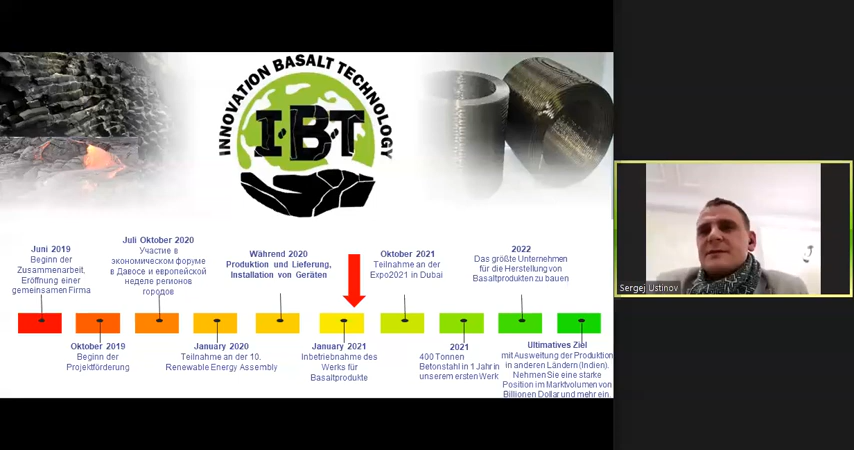 INNOVATION BASALT TECHNOLOGY
I·B·T
Juni 2019
Beginn der
Zusammenarbeit,
Eröffnung einer
gemeinsamen Firma
Juli Oktober 2020
Участие в
экономическом форуме
в Давосе и европейской
неделе регионов
городов
Während 2020
Produktion und Lieferung,
Installation von Geräten
Oktober 2021
Teilnahme an der
Expo2021 in Dubai
2022
Das größte Unternehmen
für die Herstellung von
Basaltprodukten zu bauen
Oktober 2019
Beginn der
Projektförderung
January 2020
Teilnahme an der 10.
Renewable Energy Assembly
January 2021
Inbetriebnahme des
Werks für
Basaltprodukte
2021
400 Tonnen
Betonstahl in 1 Jahr in
unserem ersten Werk
Ultimatives Ziel
mit Ausweitung der Produktion
in anderen Ländern (Indien).
Nehmen Sie eine starke
Position im Marktvolumen von
Billionen Dollar und mehr ein.
Sergej Ustinov